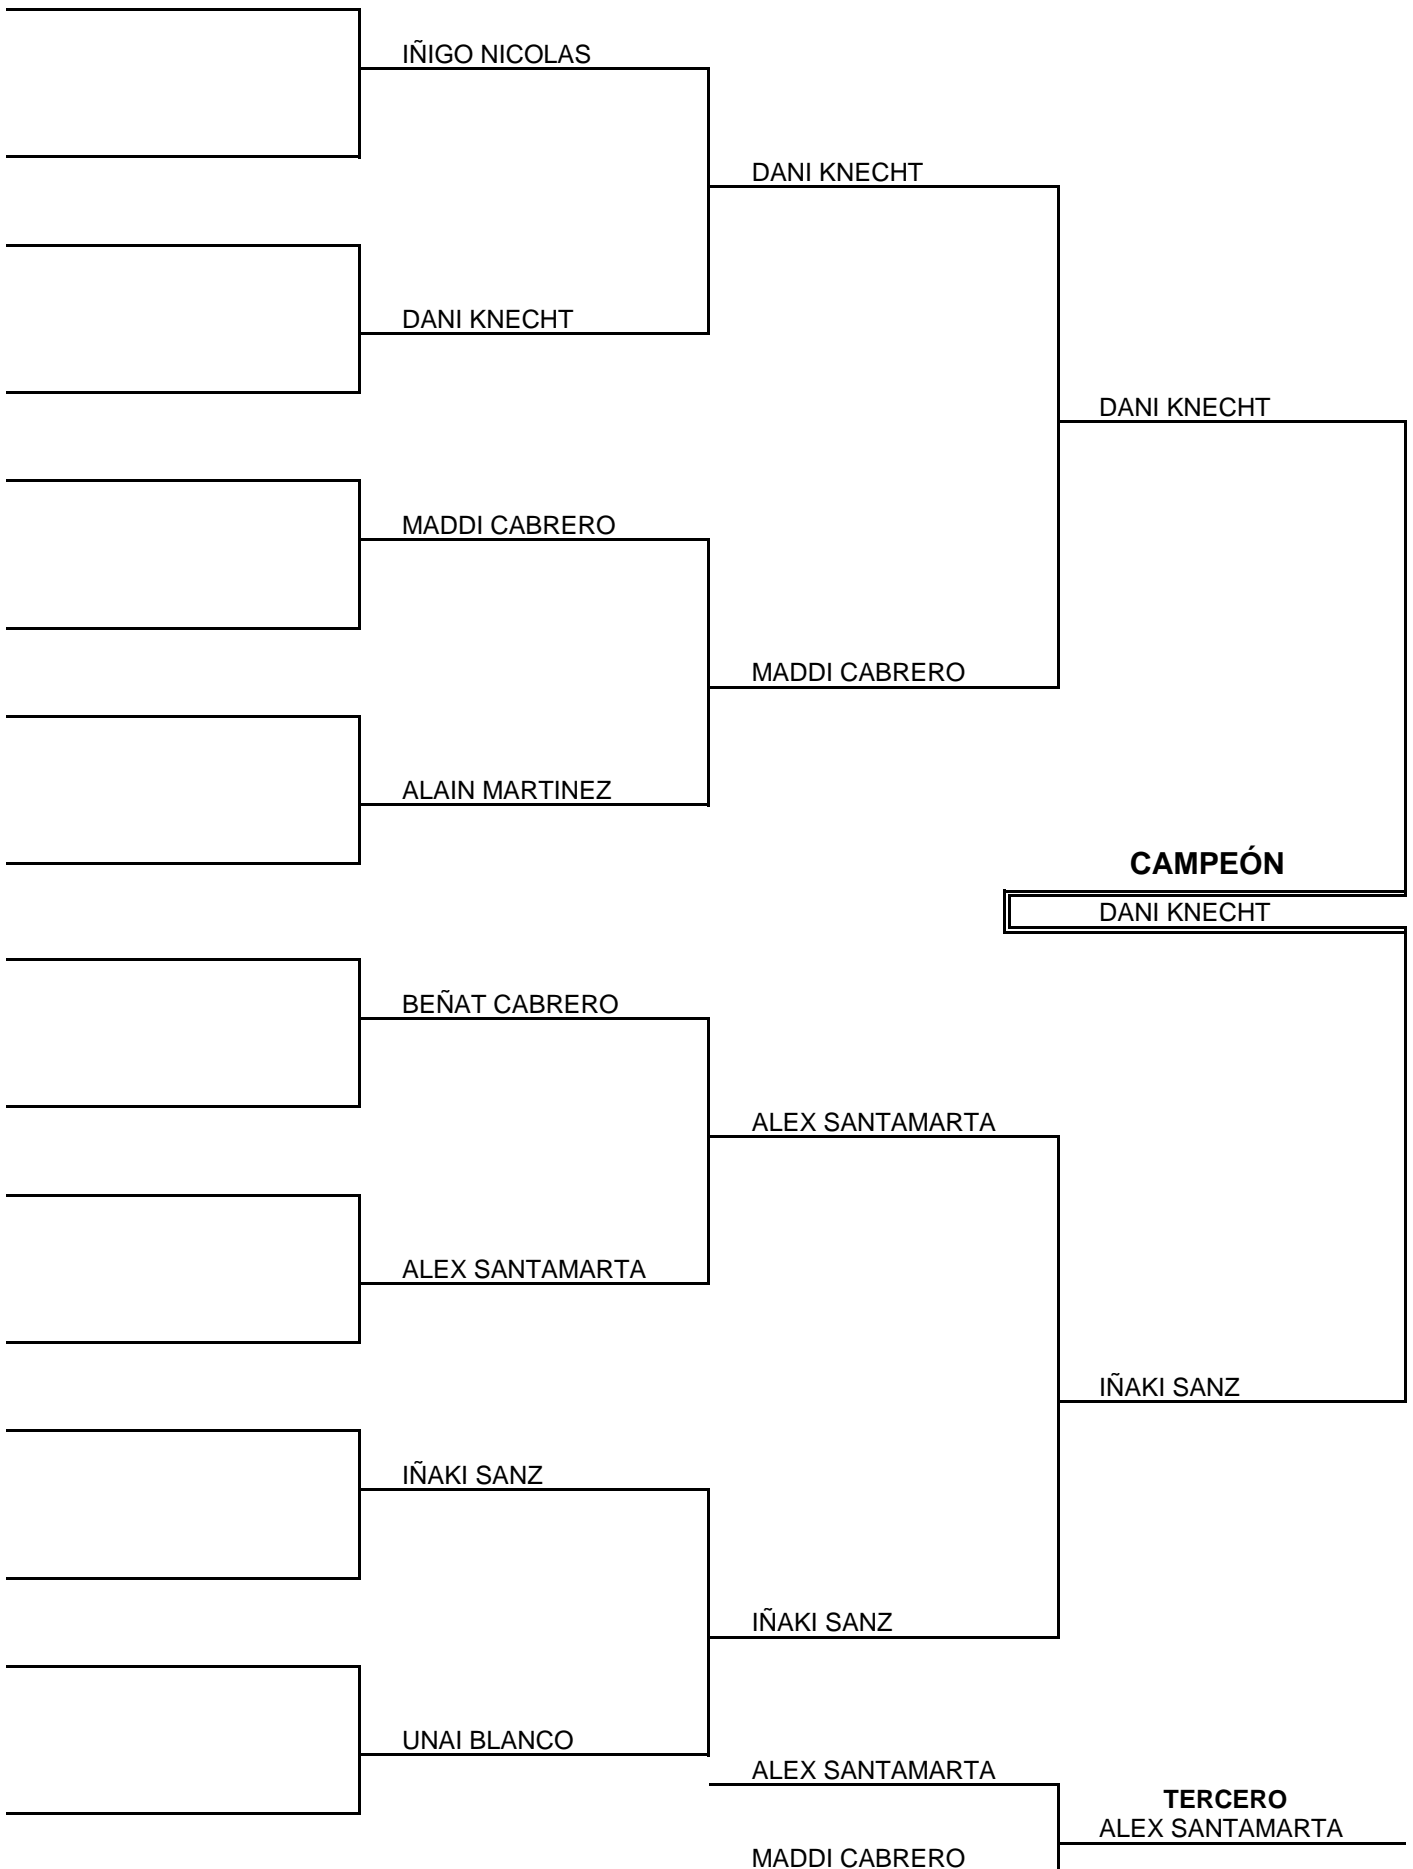 IÑIGO NICOLAS
DANI KNECHT
DANI KNECHT
DANI KNECHT
MADDI CABRERO
MADDI CABRERO
ALAIN MARTINEZ
CAMPEÓN
DANI KNECHT
BEÑAT CABRERO
ALEX SANTAMARTA
ALEX SANTAMARTA
IÑAKI SANZ
IÑAKI SANZ
IÑAKI SANZ
UNAI BLANCO
ALEX SANTAMARTA
TERCERO
ALEX SANTAMARTA
MADDI CABRERO